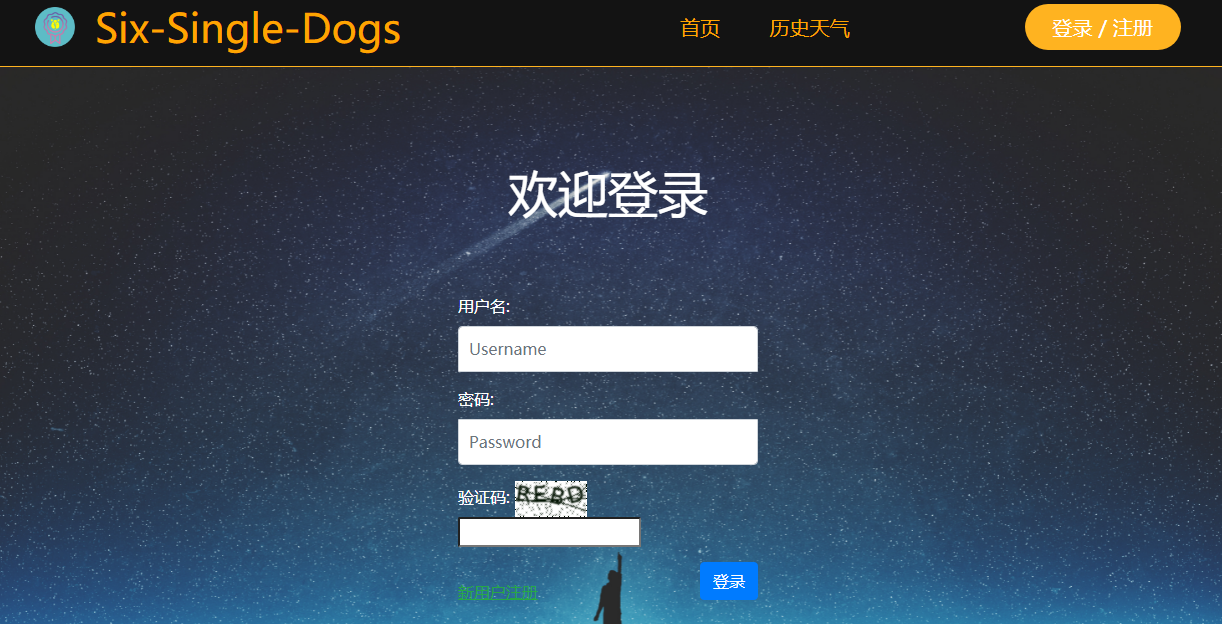 Six-Single-Dogs 首页 历史天气 登录 / 注册
欢迎登录
用户名:
Username
密码:
Password
验证码: REBD
新用户注册 登录